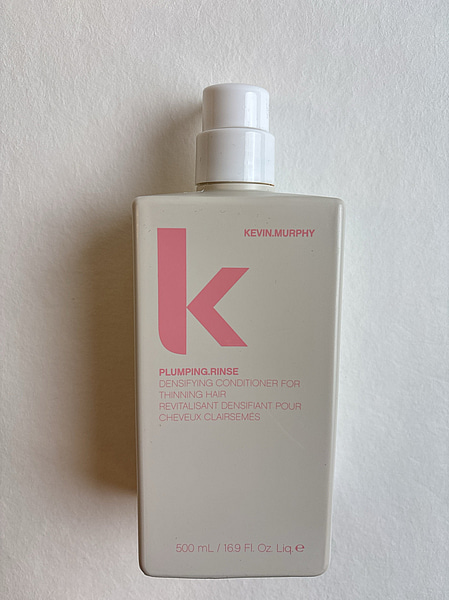 KEVIN.MURPHY
k
PLUMPING.RINSE
DENSIFYING CONDITIONER FOR
THINNING HAIR
REVITALISANT DENSIFIANT POUR
CHEVEUX CLAIRSEMÉS
500 mL / 16.9 Fl. Oz. Liq. ℮